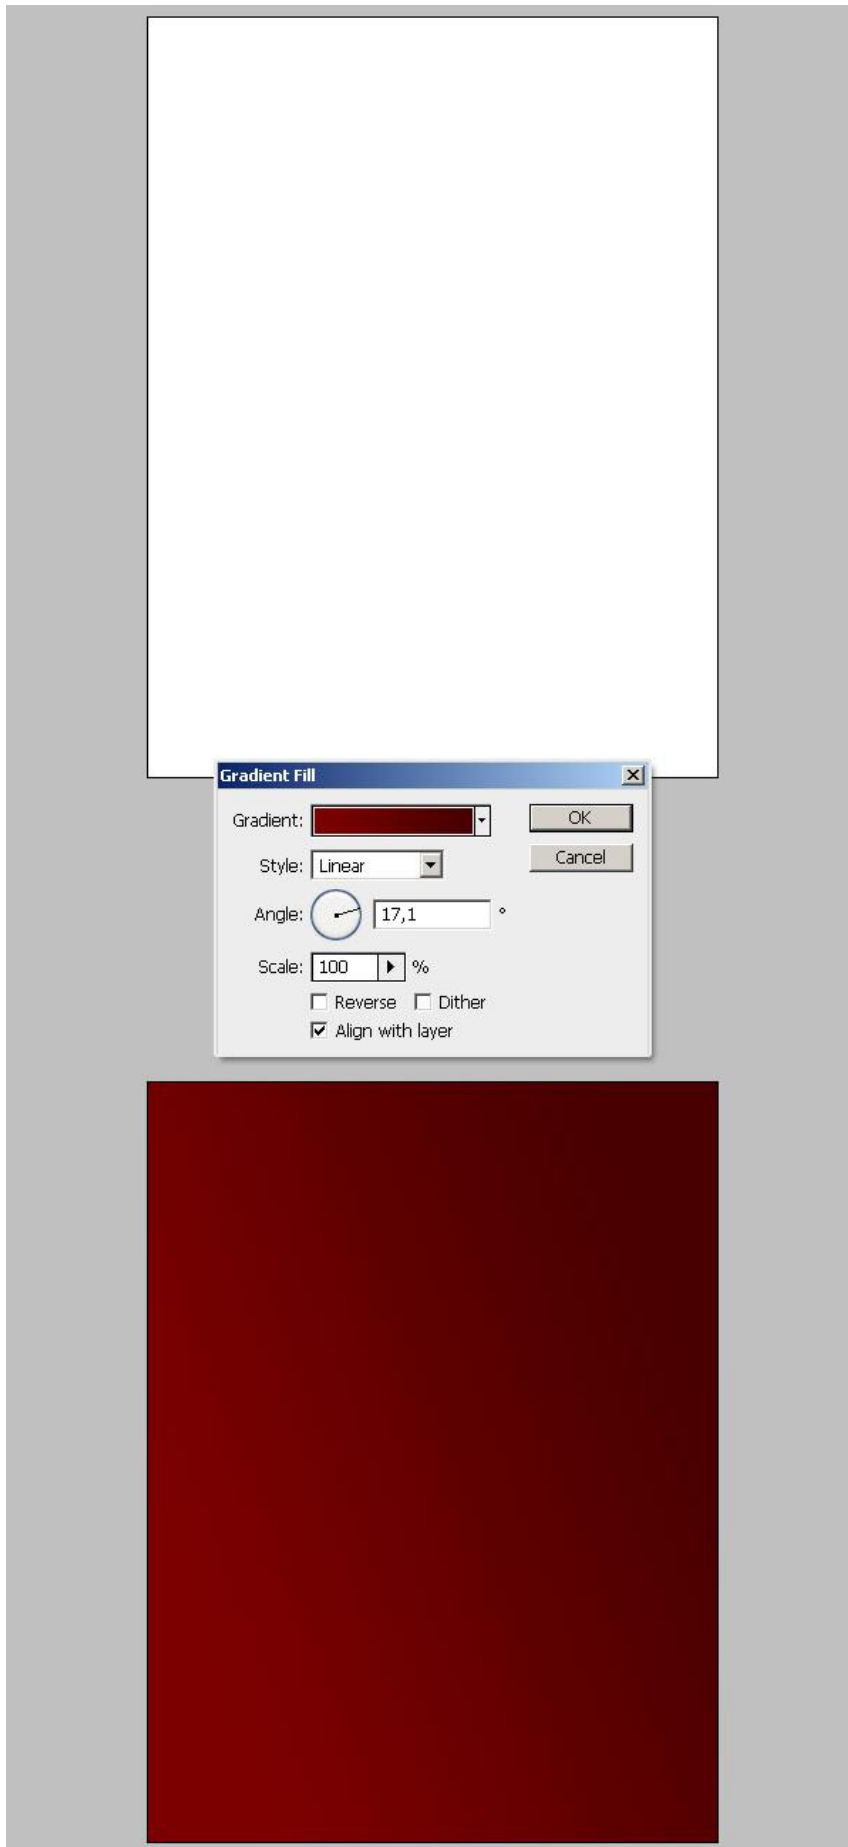 Gradient Fill
Gradient: OK
Style: Linear Cancel
Angle: 17,1 °
Scale: 100 %
Reverse Dither
Align with layer